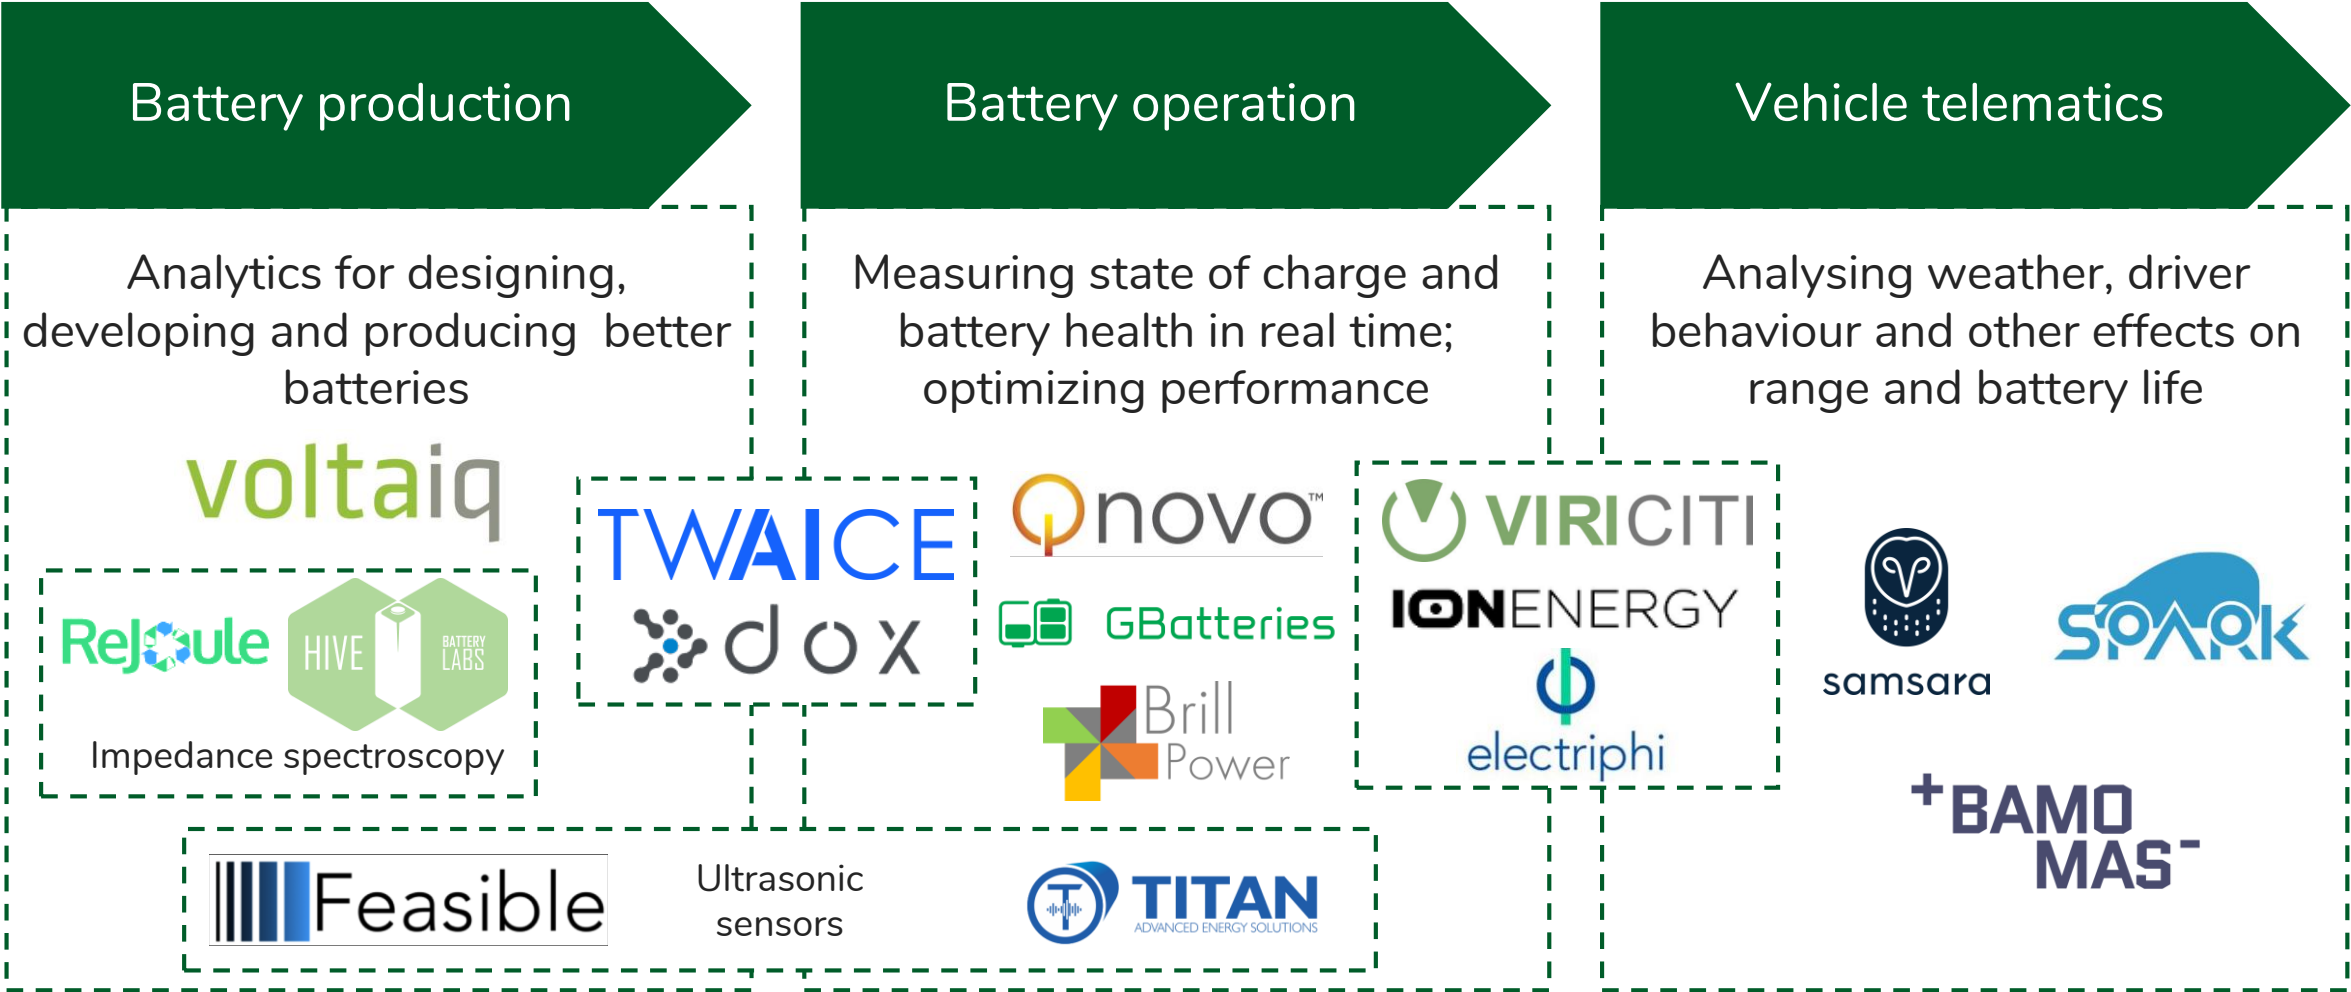 Battery production
Battery operation
Vehicle telematics
Analytics for designing,
developing and producing better
batteries
Measuring state of charge and
battery health in real time;
optimizing performance
Analysing weather, driver
behaviour and other effects on
range and battery life
voltaiq
ReJoule
HIVE
BATTERY
LABS
Impedance spectroscopy
TWAICE
dox
Qnovo™
GBatteries
Brill
Power
VIRICITI
IONENERGY
electriphi
samsara
SPARK
+BAMO
MAS-
Feasible
Ultrasonic
sensors
TITAN
ADVANCED ENERGY SOLUTIONS